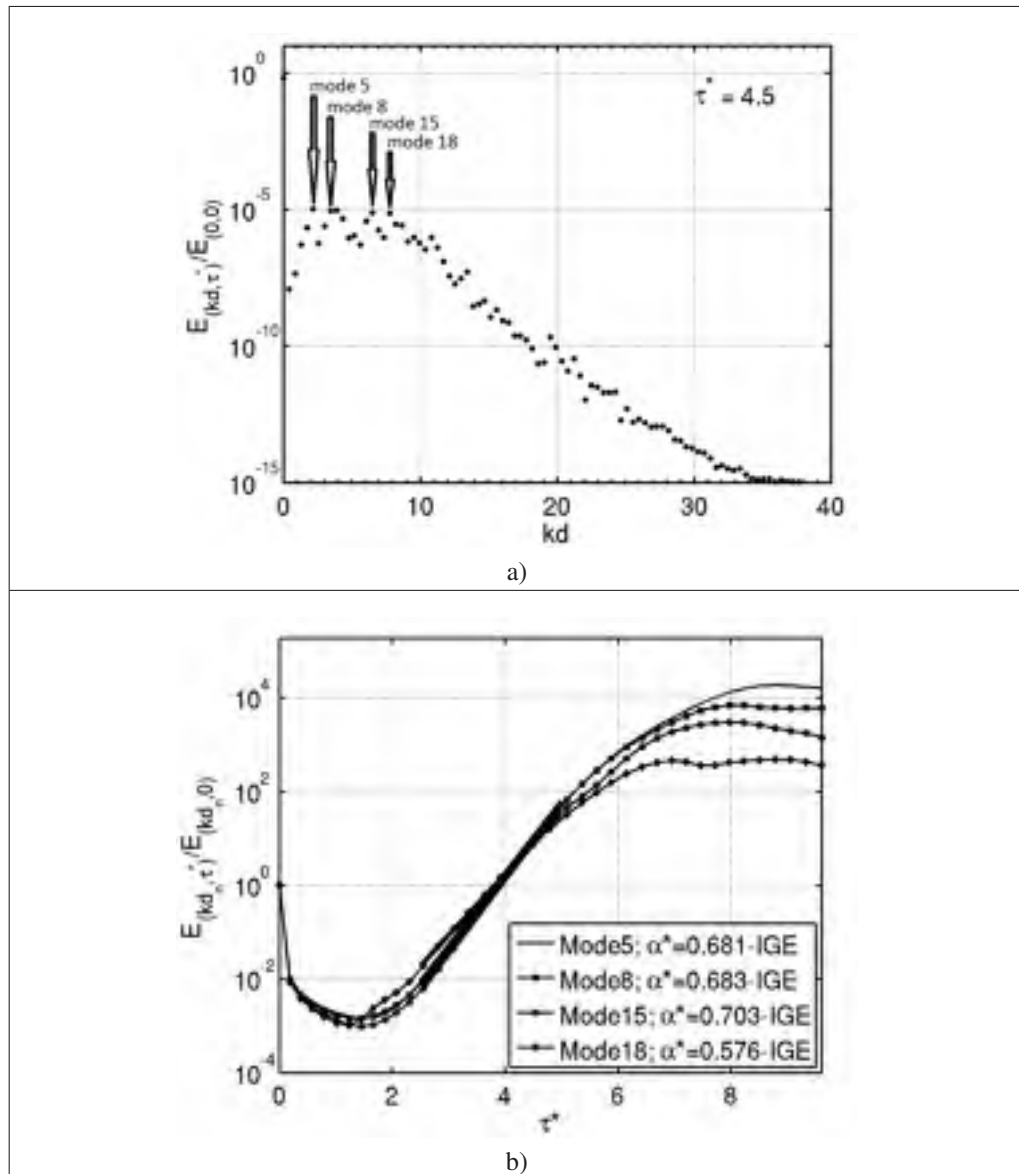 10⁰
mode 5
mode 8
mode 15
mode 18
τ* = 4.5
10⁻⁵
E(kd,τ*)/E(0,0)
10⁻¹⁰
10⁻¹⁵
0 10 20 30 40
kd
a)
10⁴
10²
E(kdₙ,τ*)/E(kdₙ,0)
10⁰
10⁻²
10⁻⁴
Mode5; α*=0.681-IGE
Mode8; α*=0.683-IGE
Mode15; α*=0.703-IGE
Mode18; α*=0.576-IGE
0 2 4 6 8
τ*
b)